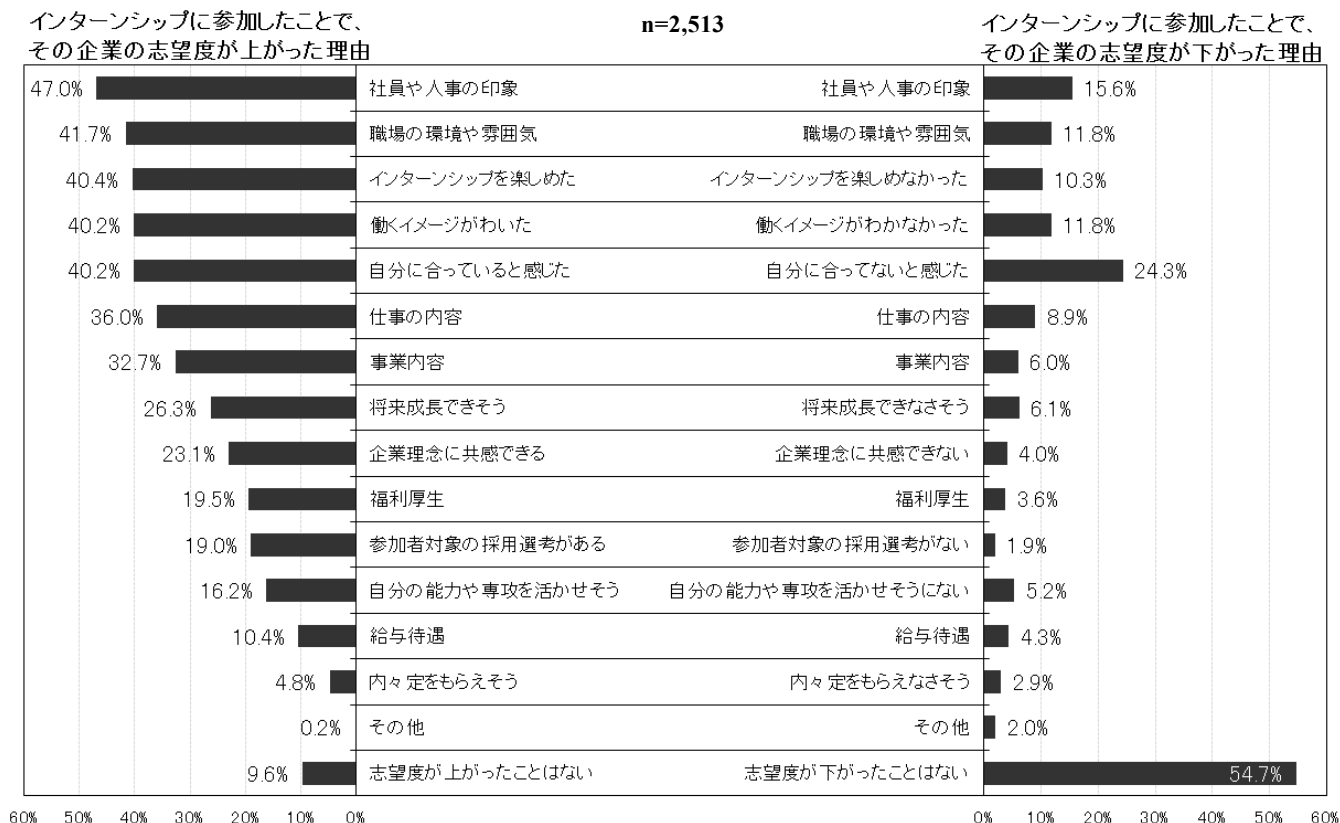 インターンシップに参加したことで、
その企業の志望度が上がった理由
n=2,513
インターンシップに参加したことで、
その企業の志望度が下がった理由
47.0% 社員や人事の印象 社員や人事の印象 15.6%
41.7% 職場の環境や雰囲気 職場の環境や雰囲気 11.8%
40.4% インターンシップを楽しめた インターンシップを楽しめなかった 10.3%
40.2% 働くイメージがわいた 働くイメージがわかなかった 11.8%
40.2% 自分に合っていると感じた 自分に合ってないと感じた 24.3%
36.0% 仕事の内容 仕事の内容 8.9%
32.7% 事業内容 事業内容 6.0%
26.3% 将来成長できそう 将来成長できなさそう 6.1%
23.1% 企業理念に共感できる 企業理念に共感できない 4.0%
19.5% 福利厚生 福利厚生 3.6%
19.0% 参加者対象の採用選考がある 参加者対象の採用選考がない 1.9%
16.2% 自分の能力や専攻を活かせそう 自分の能力や専攻を活かせそうにない 5.2%
10.4% 給与待遇 給与待遇 4.3%
4.8% 内々定をもらえそう 内々定をもらえなさそう 2.9%
0.2% その他 その他 2.0%
9.6% 志望度が上がったことはない 志望度が下がったことはない 54.7%
60% 50% 40% 30% 20% 10% 0% 0% 10% 20% 30% 40% 50% 60%